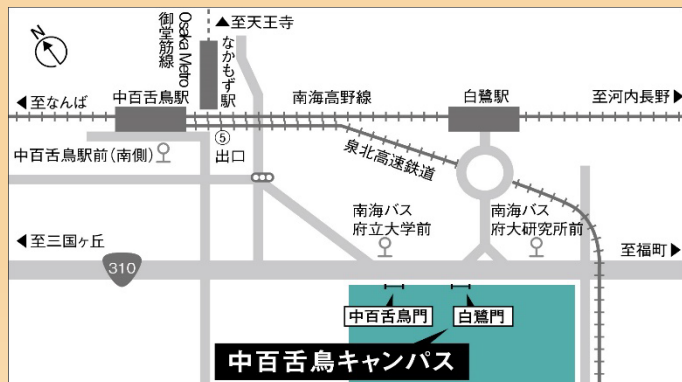 N
▲至天王寺
Osaka Metro
御堂筋線
なかもず駅
◀至なんば
中百舌鳥駅
南海高野線
白鷺駅
至河内長野▶
中百舌鳥駅前(南側)
⑤
出口
泉北高速鉄道
南海バス
府立大学前
南海バス
府大研究所前
◀至三国ヶ丘
至福町▶
310
中百舌鳥門
白鷺門
中百舌鳥キャンパス